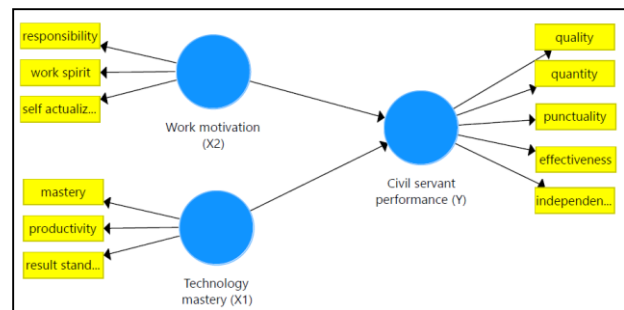 responsibility
work spirit
self actualiz...
Work motivation
(X2)
mastery
productivity
result stand...
Technology
mastery (X1)
Civil servant
performance (Y)
quality
quantity
punctuality
effectiveness
independen...